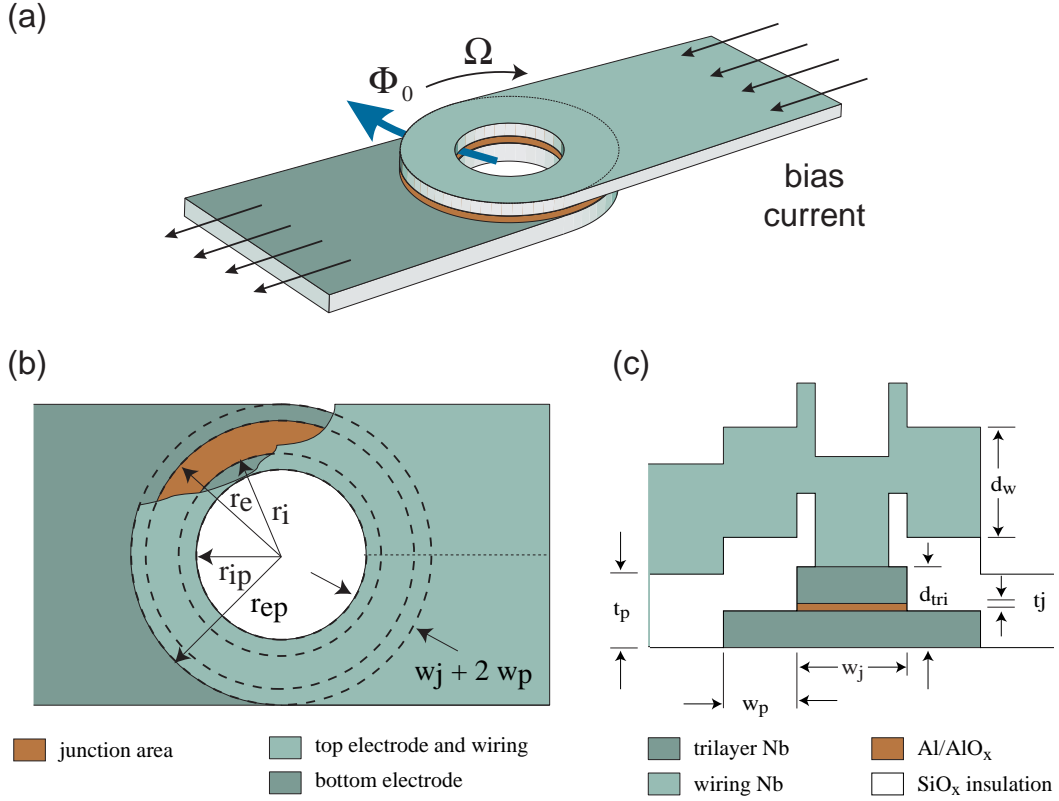 (a)
Ω
Φ0
bias
current
(b)
(c)
re
ri
rip
rep
wj + 2 wp
dw
dtri
tp
tj
wj
wp
junction area
top electrode and wiring
bottom electrode
trilayer Nb
wiring Nb
Al/AlOx
SiOx insulation